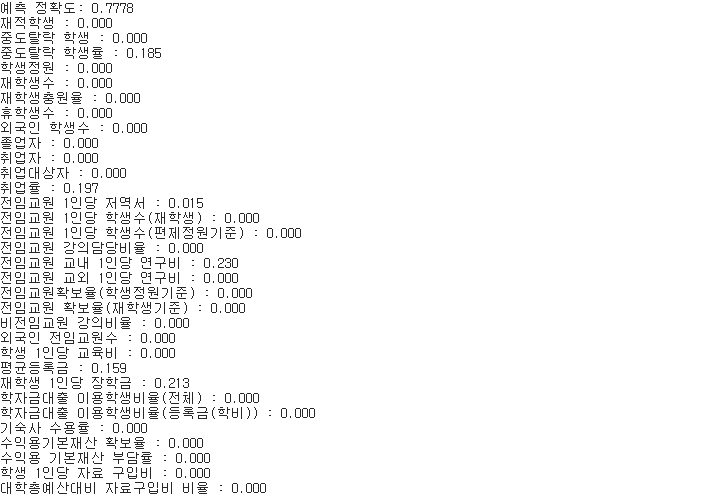 예측 정확도: 0.7778
재적학생 : 0.000
중도탈락 학생 : 0.000
중도탈락 학생률 : 0.185
학생정원 : 0.000
재학생수 : 0.000
재학생충원율 : 0.000
휴학생수 : 0.000
외국인 학생수 : 0.000
졸업자 : 0.000
취업자 : 0.000
취업대상자 : 0.000
취업률 : 0.197
전임교원 1인당 저역서 : 0.015
전임교원 1인당 학생수(재학생) : 0.000
전임교원 1인당 학생수(편제정원기준) : 0.000
전임교원 강의담당비율 : 0.000
전임교원 교내 1인당 연구비 : 0.230
전임교원 교외 1인당 연구비 : 0.000
전임교원확보율(학생정원기준) : 0.000
전임교원 확보율(재학생기준) : 0.000
비전임교원 강의비율 : 0.000
외국인 전임교원수 : 0.000
학생 1인당 교육비 : 0.000
평균등록금 : 0.159
재학생 1인당 장학금 : 0.213
학자금대출 이용학생비율(전체) : 0.000
학자금대출 이용학생비율(등록금(학비)) : 0.000
기숙사 수용률 : 0.000
수익용기본재산 확보율 : 0.000
수익용 기본재산 부담률 : 0.000
학생 1인당 자료 구입비 : 0.000
대학총예산대비 자료구입비 비율 : 0.000